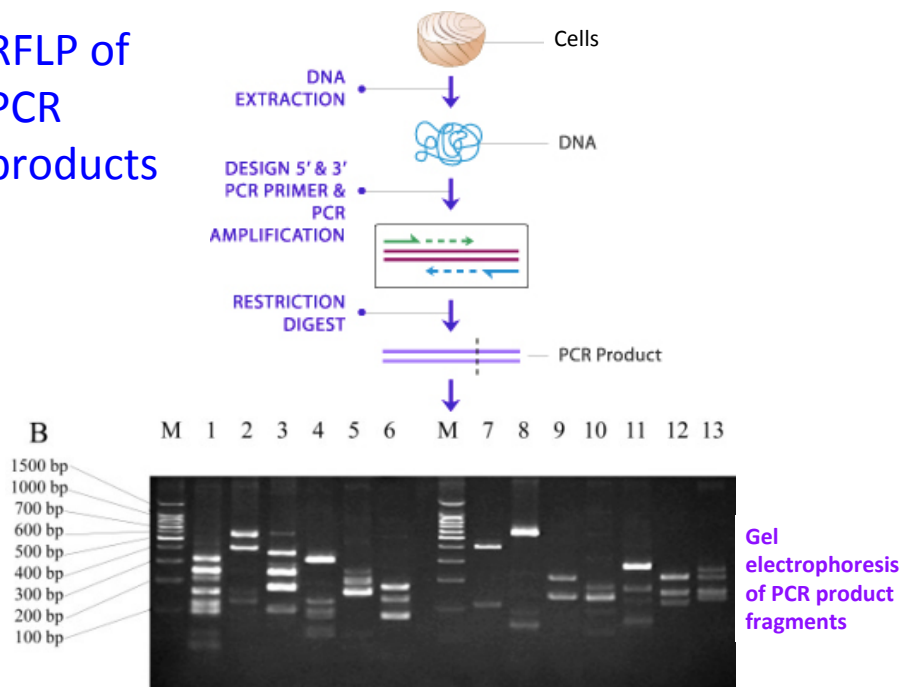 RFLP of
PCR
products
Cells
DNA
EXTRACTION
DNA
DESIGN 5' & 3'
PCR PRIMER &
PCR
AMPLIFICATION
RESTRICTION
DIGEST
PCR Product
B M 1 2 3 4 5 6 M 7 8 9 10 11 12 13
1500 bp
1000 bp
700 bp
600 bp
500 bp
400 bp
300 bp
200 bp
100 bp
Gel
electrophoresis
of PCR product
fragments